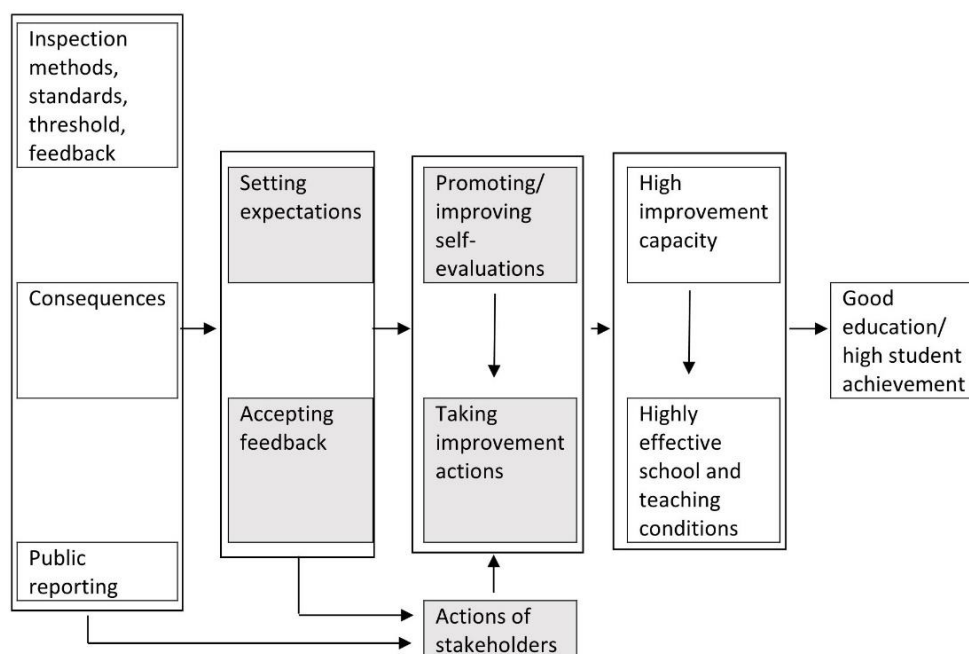 Inspection
methods,
standards,
threshold,
feedback
Consequences
Public
reporting
Setting
expectations
Accepting
feedback
Promoting/
improving
self-
evaluations
Taking
improvement
actions
Actions of
stakeholders
High
improvement
capacity
Highly
effective
school and
teaching
conditions
Good
education/
high student
achievement